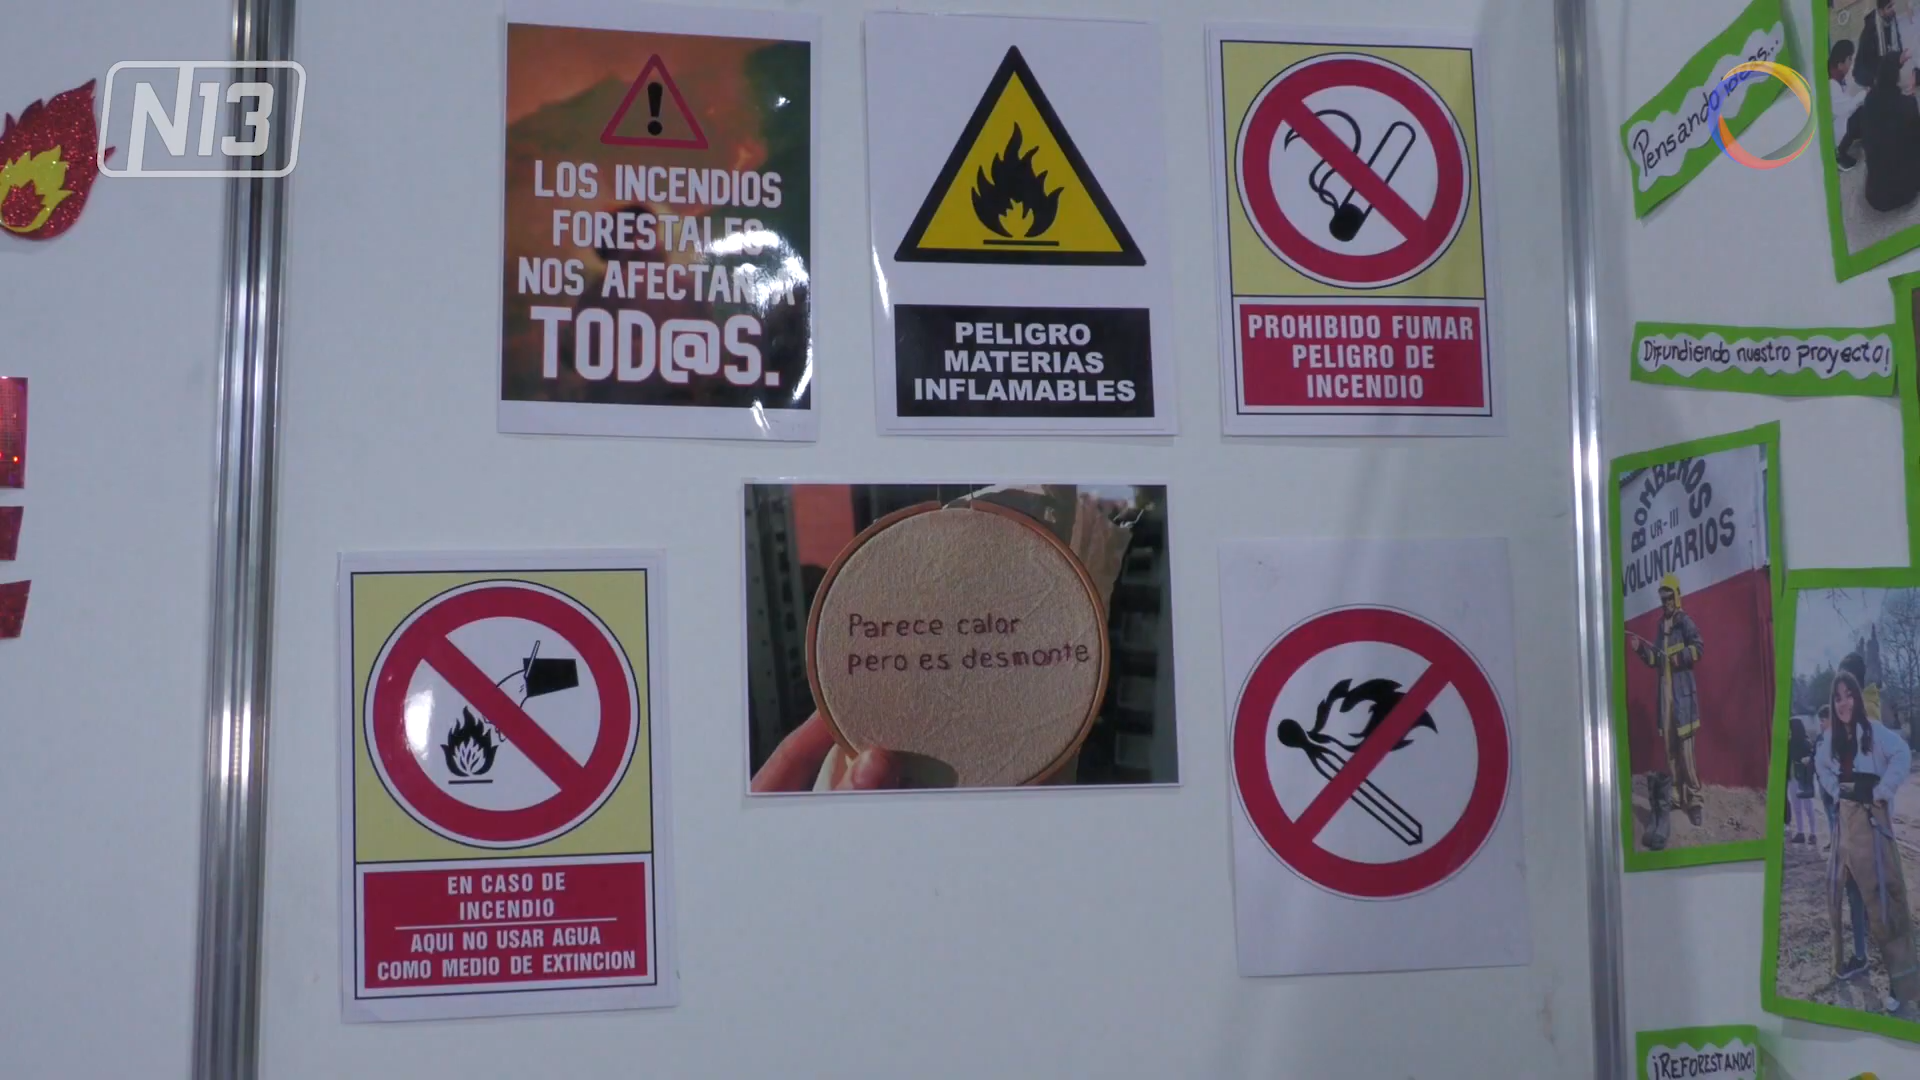 N13
LOS INCENDIOS
FORESTALES
NOS AFECTAN A
TOD@S.
PELIGRO
MATERIAS
INFLAMABLES
PROHIBIDO FUMAR
PELIGRO DE
INCENDIO
Parece calor
pero es desmonte
EN CASO DE
INCENDIO
AQUI NO USAR AGUA
COMO MEDIO DE EXTINCION
Pensando ideas...
Difundiendo nuestro proyecto!
BOMBEROS
UR-III
VOLUNTARIOS
¡REFORESTANDO!